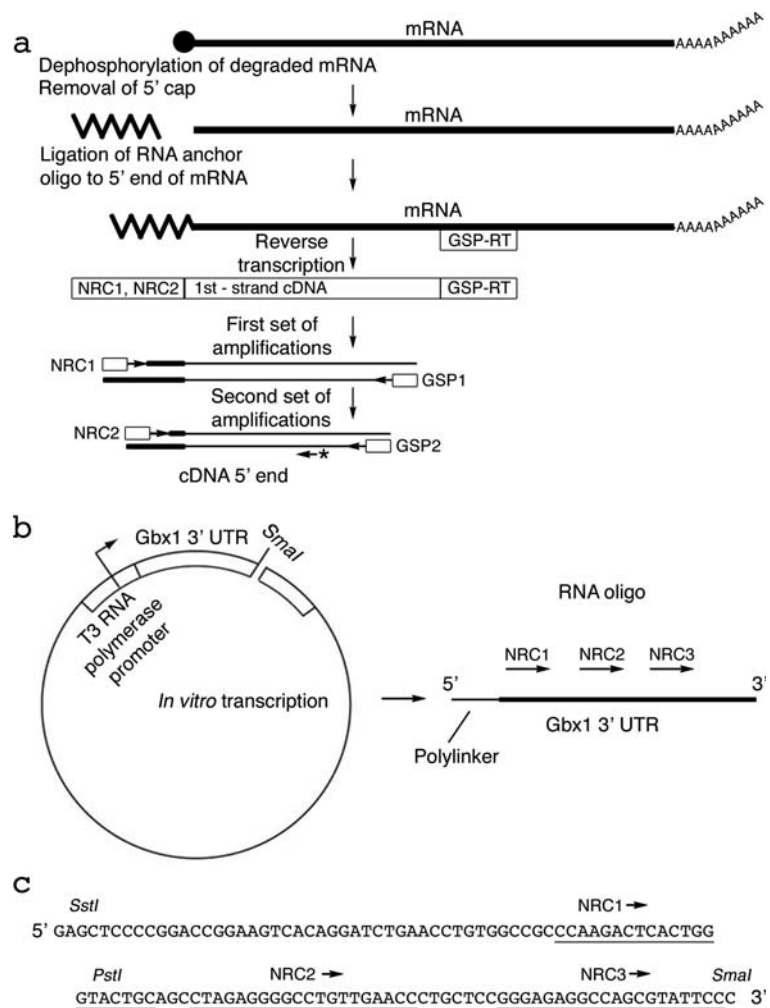 a
mRNA
AAAAAAAAAA
Dephosphorylation of degraded mRNA
Removal of 5' cap
mRNA
AAAAAAAAAA
Ligation of RNA anchor
oligo to 5' end of mRNA
mRNA
AAAAAAAAAA
GSP-RT
Reverse
transcription
NRC1, NRC2
1st - strand cDNA
GSP-RT
First set of
amplifications
NRC1
GSP1
Second set of
amplifications
NRC2
GSP2
*
cDNA 5' end
b
Gbx1 3' UTR
SmaI
T3 RNA
polymerase
promoter
In vitro transcription
RNA oligo
NRC1 NRC2 NRC3
5' 3'
Gbx1 3' UTR
Polylinker
c
SstI NRC1
5' GAGCTCCCCGGACCGGAAGTCACAGGATCTGAACCTGTGGCCGCCCAAGACTCACTGG
PstI NRC2 NRC3 SmaI
GTACTGCAGCCTAGAGGGGCCTGTTGAACCCTGCTCCGGGAGAGGCCAGCGTATTCCC 3'